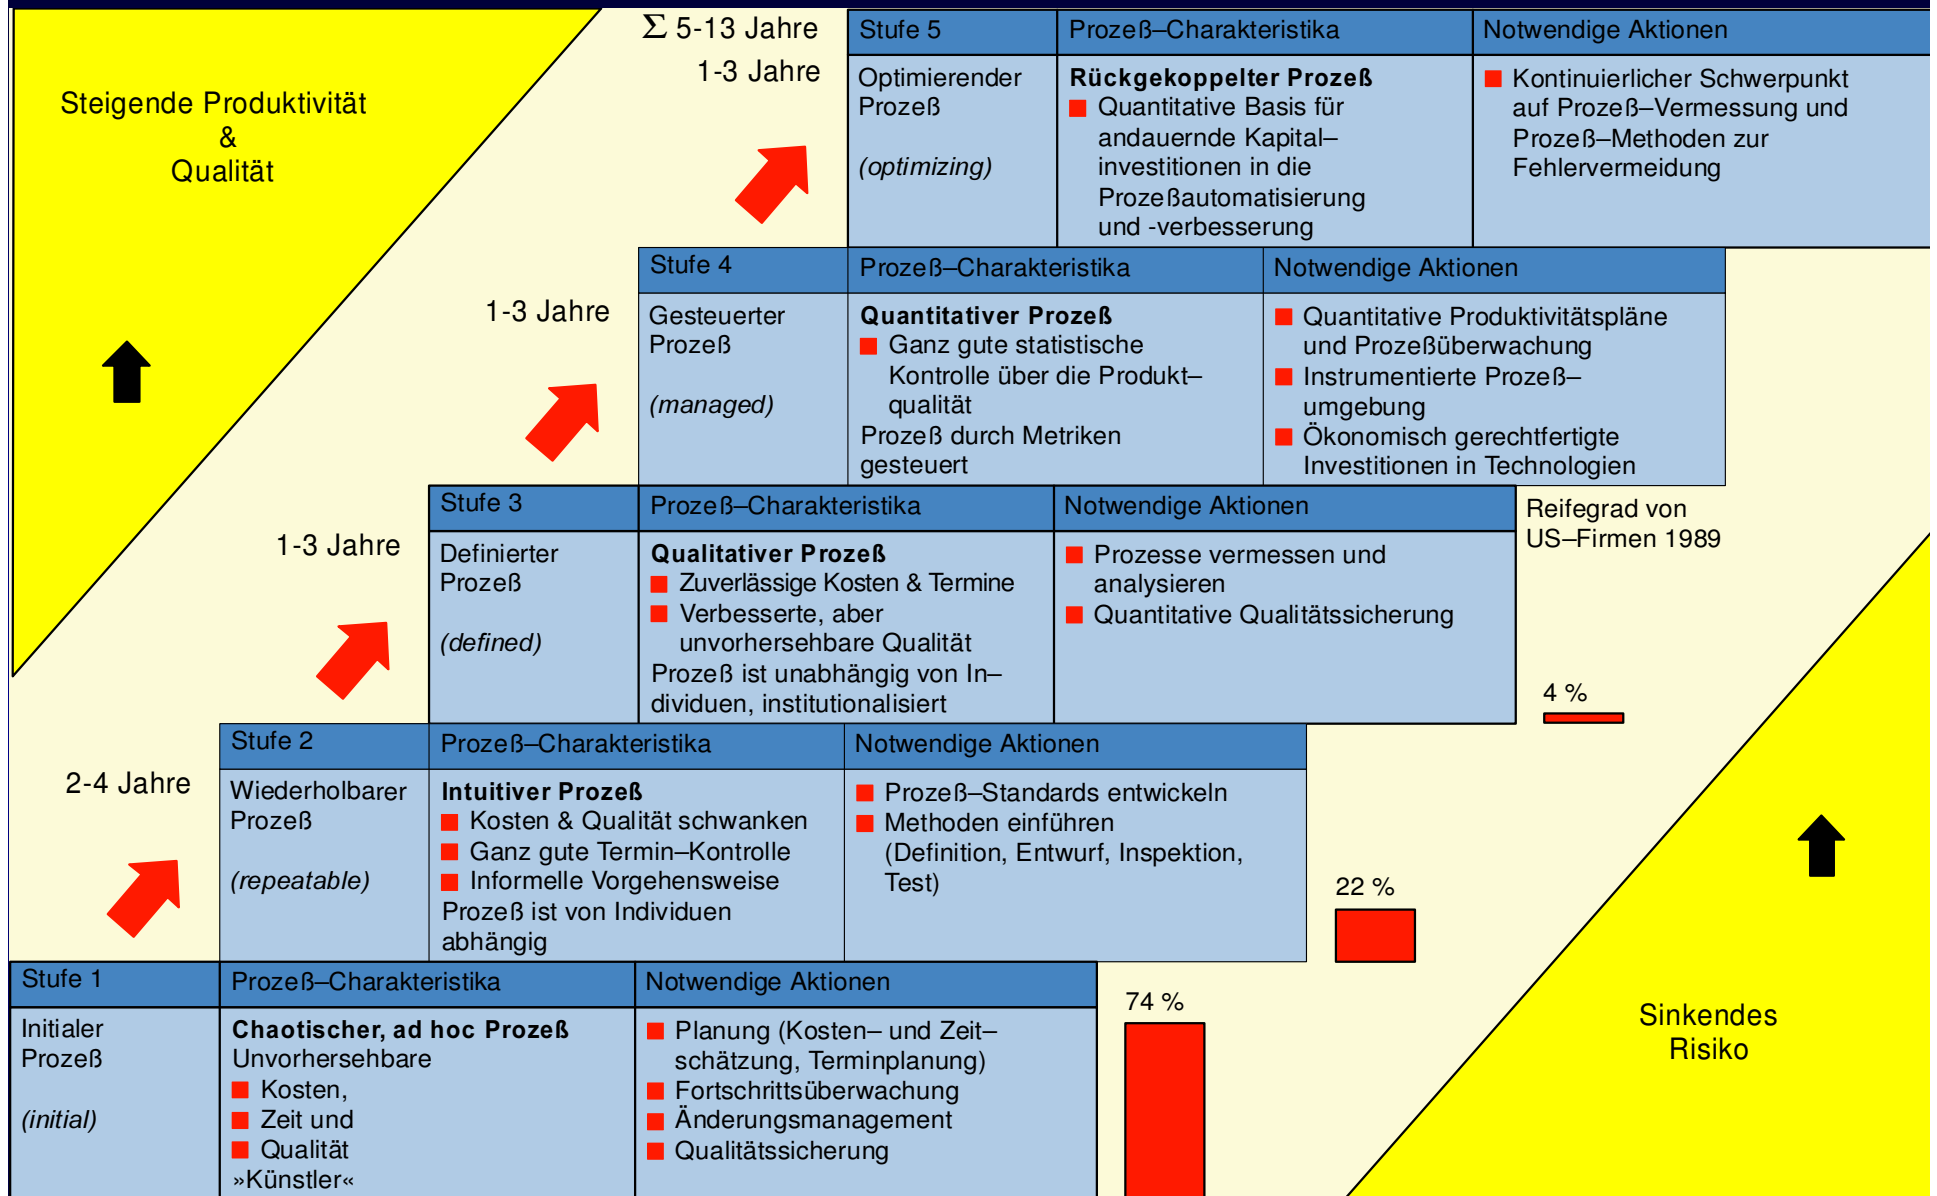 Steigende Produktivität
&
Qualität
Σ 5-13 Jahre
1-3 Jahre
Stufe 5
Prozeß–Charakteristika
Notwendige Aktionen
Optimierender
Prozeß
(optimizing)
Rückgekoppelter Prozeß
Quantitative Basis für
andauernde Kapital–
investitionen in die
Prozeßautomatisierung
und -verbesserung
Kontinuierlicher Schwerpunkt
auf Prozeß–Vermessung und
Prozeß–Methoden zur
Fehlervermeidung
1-3 Jahre
Stufe 4
Prozeß–Charakteristika
Notwendige Aktionen
Gesteuerter
Prozeß
(managed)
Quantitativer Prozeß
Ganz gute statistische
Kontrolle über die Produkt–
qualität
Prozeß durch Metriken
gesteuert
Quantitative Produktivitätspläne
und Prozeßüberwachung
Instrumentierte Prozeß–
umgebung
Ökonomisch gerechtfertigte
Investitionen in Technologien
1-3 Jahre
Stufe 3
Prozeß–Charakteristika
Notwendige Aktionen
Definierter
Prozeß
(defined)
Qualitativer Prozeß
Zuverlässige Kosten & Termine
Verbesserte, aber
unvorhersehbare Qualität
Prozeß ist unabhängig von In–
dividuen, institutionalisiert
Prozesse vermessen und
analysieren
Quantitative Qualitätssicherung
Reifegrad von
US–Firmen 1989
4 %
2-4 Jahre
Stufe 2
Prozeß–Charakteristika
Notwendige Aktionen
Wiederholbarer
Prozeß
(repeatable)
Intuitiver Prozeß
Kosten & Qualität schwanken
Ganz gute Termin–Kontrolle
Informelle Vorgehensweise
Prozeß ist von Individuen
abhängig
Prozeß–Standards entwickeln
Methoden einführen
(Definition, Entwurf, Inspektion,
Test)
22 %
Stufe 1
Prozeß–Charakteristika
Notwendige Aktionen
Initialer
Prozeß
(initial)
Chaotischer, ad hoc Prozeß
Unvorhersehbare
Kosten,
Zeit und
Qualität
»Künstler«
Planung (Kosten– und Zeit–
schätzung, Terminplanung)
Fortschrittsüberwachung
Änderungsmanagement
Qualitätssicherung
74 %
Sinkendes
Risiko